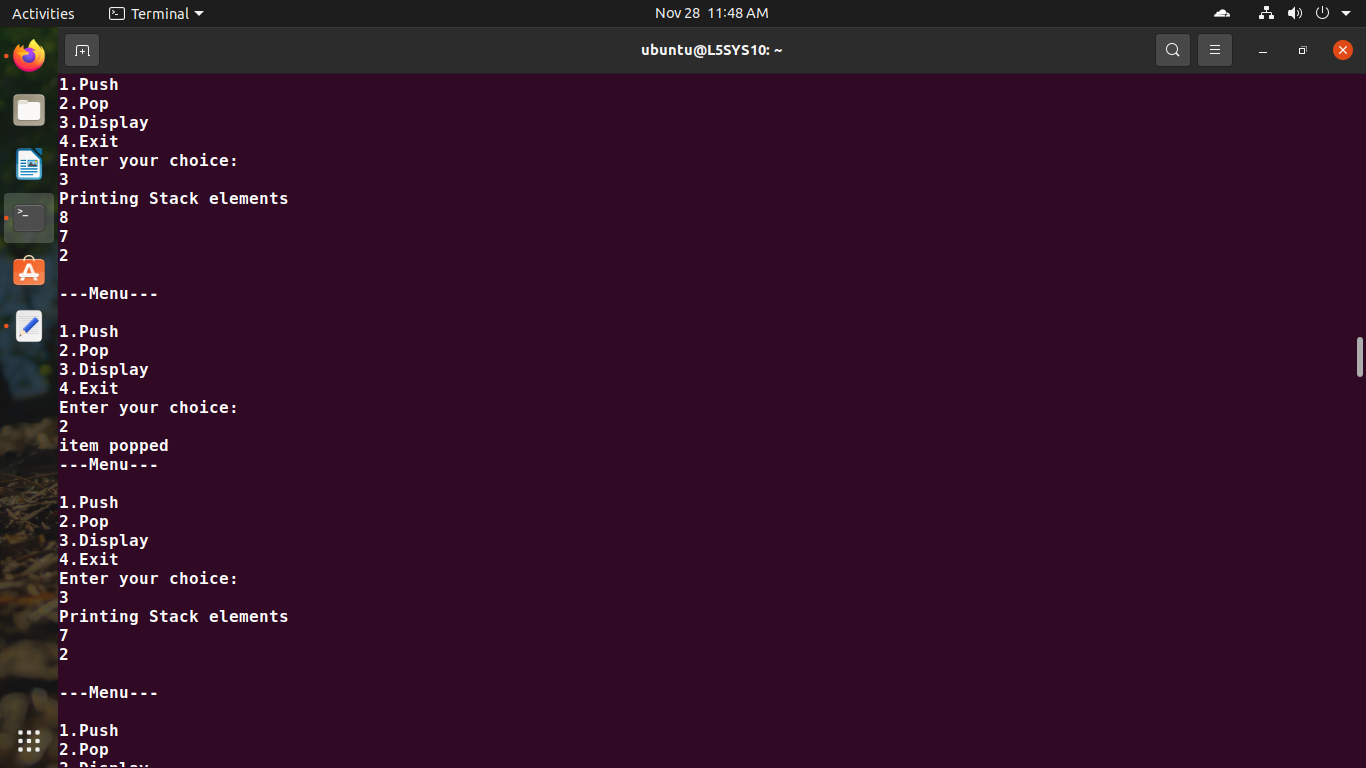 Activities
Terminal
Nov 28 11:48 AM
ubuntu@L5SYS10: ~
1.Push
2.Pop
3.Display
4.Exit
Enter your choice:
3
Printing Stack elements
8
7
2
---Menu---
1.Push
2.Pop
3.Display
4.Exit
Enter your choice:
2
item popped
---Menu---
1.Push
2.Pop
3.Display
4.Exit
Enter your choice:
3
Printing Stack elements
7
2
---Menu---
1.Push
2.Pop
3.Display